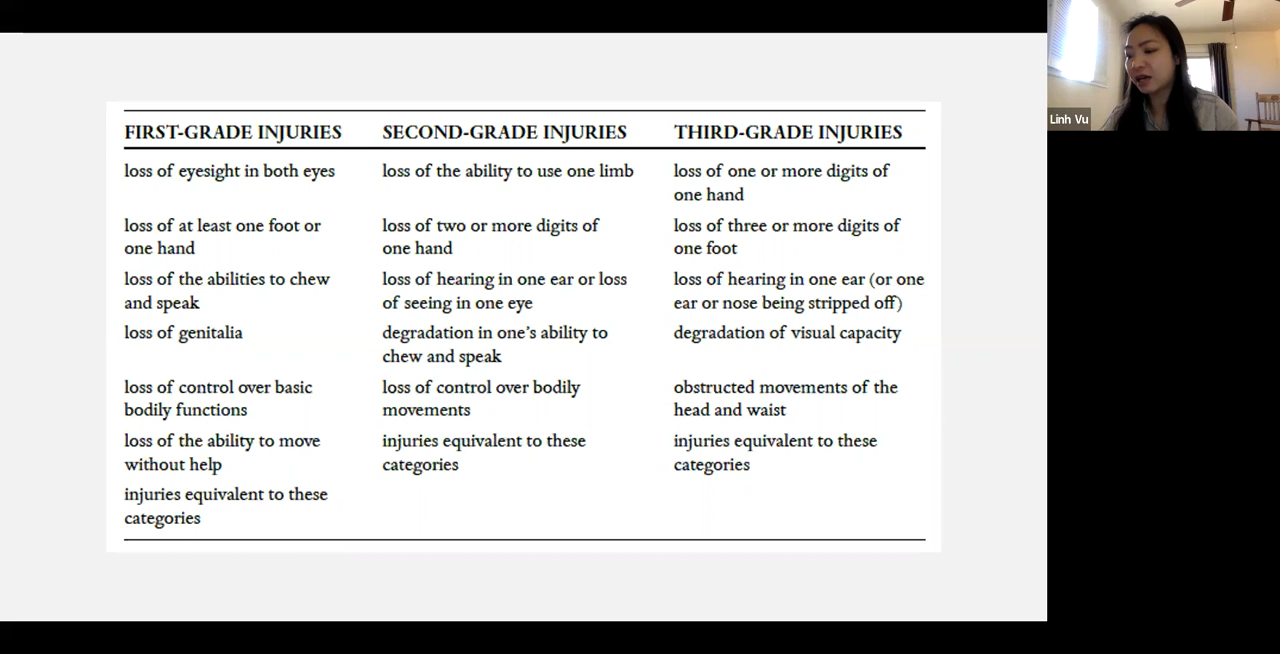 FIRST-GRADE INJURIES SECOND-GRADE INJURIES THIRD-GRADE INJURIES
loss of eyesight in both eyes loss of the ability to use one limb loss of one or more digits of
one hand
loss of at least one foot or loss of two or more digits of loss of three or more digits of
one hand one hand one foot
loss of the abilities to chew loss of hearing in one ear or loss loss of hearing in one ear (or one
and speak of seeing in one eye ear or nose being stripped off)
loss of genitalia degradation in one's ability to degradation of visual capacity
chew and speak
loss of control over basic loss of control over bodily obstructed movements of the
bodily functions movements head and waist
loss of the ability to move injuries equivalent to these injuries equivalent to these
without help categories categories
injuries equivalent to these
categories
Linh Vu